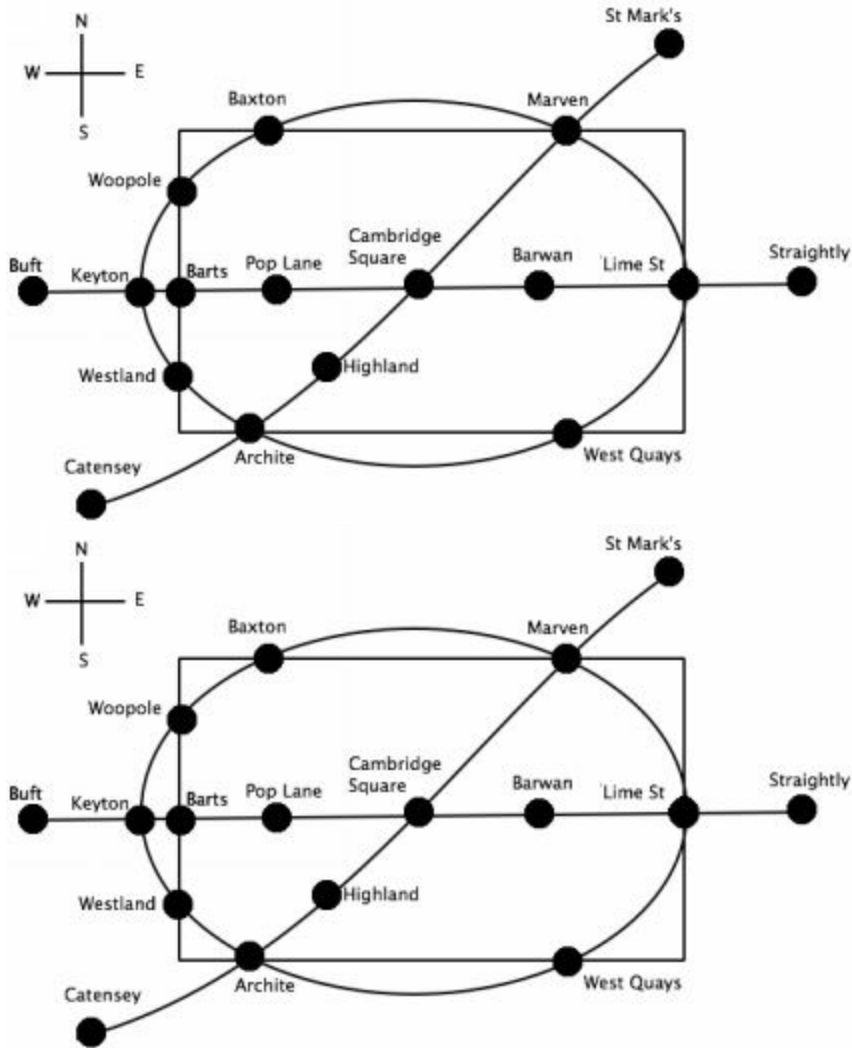 St Mark's
N
W E
S
Baxton
Marven
Woopole
Cambridge
Square
Buft
Keyton
Barts
Pop Lane
Barwan
'Lime St
Straightly
Westland
Highland
Archite
West Quays
Catensey
St Mark's
N
W E
S
Baxton
Marven
Woopole
Cambridge
Square
Buft
Keyton
Barts
Pop Lane
Barwan
'Lime St
Straightly
Westland
Highland
Archite
West Quays
Catensey